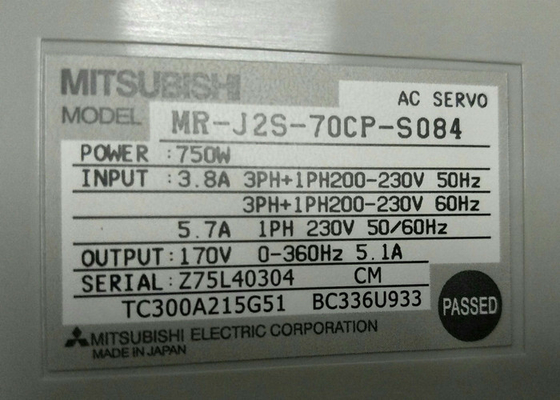 MITSUBISHI
AC SERVO
MODEL MR-J2S-70CP-S084
POWER :750W
INPUT :3.8A 3PH+1PH200-230V 50Hz
3PH+1PH200-230V 60Hz
5.7A 1PH 230V 50/60Hz
OUTPUT:170V 0-360Hz 5.1A
SERIAL:Z75L40304 CM
TC300A215G51 BC336U933
PASSED
MITSUBISHI ELECTRIC CORPORATION
MADE IN JAPAN